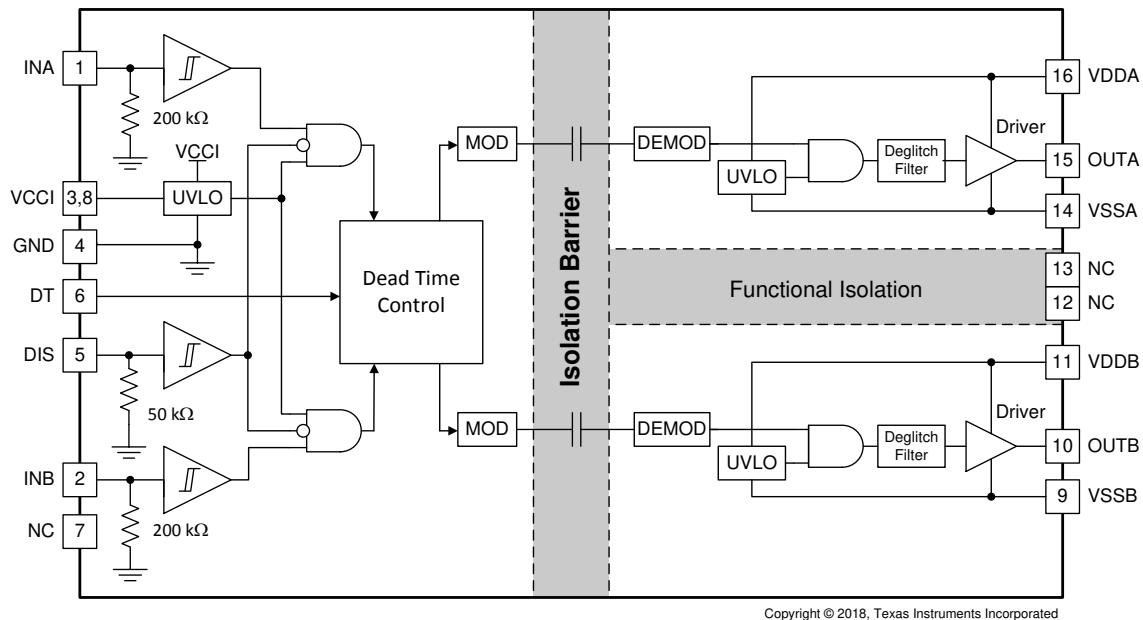 INA
1
200 kΩ
VCCI
VCCI
3,8
UVLO
GND
4
DT
6
DIS
5
50 kΩ
INB
2
NC
7
200 kΩ
Dead Time
Control
MOD
MOD
Isolation Barrier
DEMOD
UVLO
Deglitch
Filter
Driver
16
VDDA
15
OUTA
14
VSSA
Functional Isolation
13
NC
12
NC
11
VDDB
DEMOD
UVLO
Deglitch
Filter
Driver
10
OUTB
9
VSSB
Copyright © 2018, Texas Instruments Incorporated